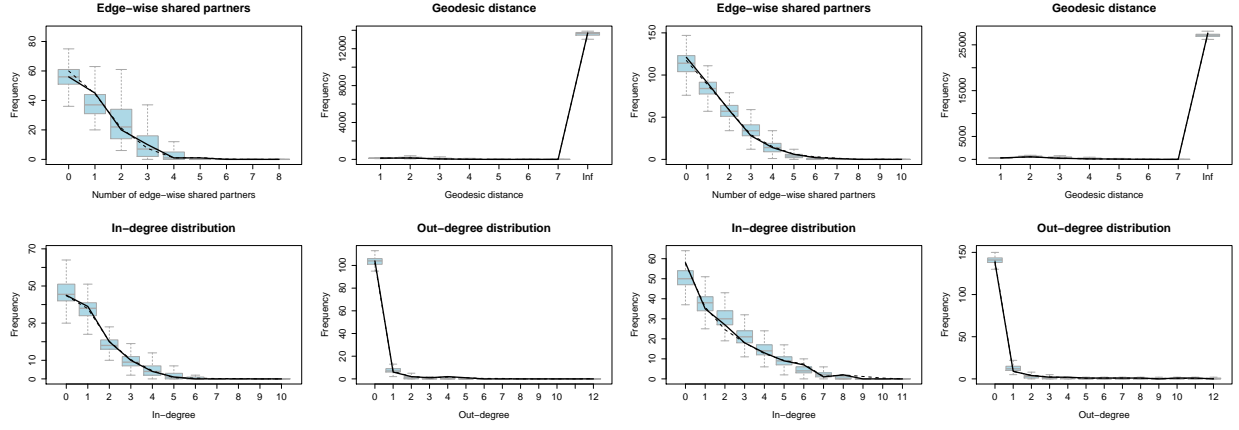 Edge−wise shared partners
Frequency
0 20 40 60 80
0 1 2 3 4 5 6 7 8
Number of edge−wise shared partners
Geodesic distance
Frequency
0 4000 8000 12000
1 2 3 4 5 6 7 Inf
Geodesic distance
Edge−wise shared partners
Frequency
0 50 100 150
0 1 2 3 4 5 6 7 8 9 10
Number of edge−wise shared partners
Geodesic distance
Frequency
0 5000 15000 25000
1 2 3 4 5 6 7 Inf
Geodesic distance
In−degree distribution
Frequency
0 10 30 50 70
0 1 2 3 4 5 6 7 8 9 10
In−degree
Out−degree distribution
Frequency
0 20 40 60 80 100
0 1 2 3 4 5 6 7 8 9 10 12
Out−degree
In−degree distribution
Frequency
0 10 20 30 40 50 60
0 1 2 3 4 5 6 7 8 9 10 11
In−degree
Out−degree distribution
Frequency
0 50 100 150
0 1 2 3 4 5 6 7 8 9 10 11 12
Out−degree